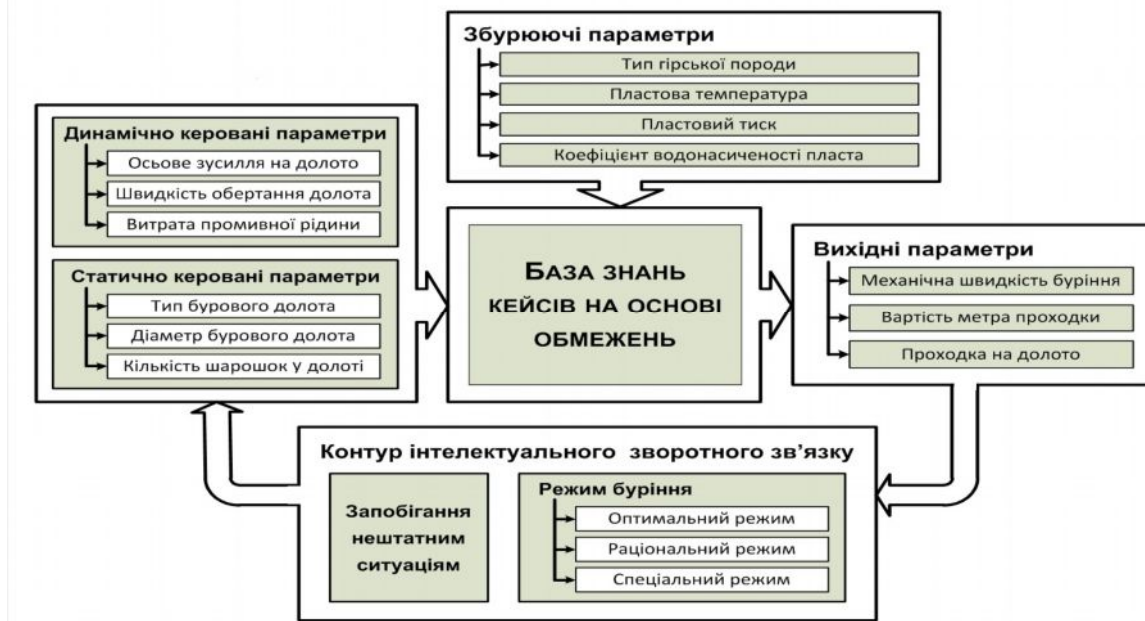 Збурюючі параметри
Тип гірської породи
Пластова температура
Пластовий тиск
Коефіцієнт водонасиченості пласта
Динамічно керовані параметри
Осьове зусилля на долото
Швидкість обертання долота
Витрата промивної рідини
Статично керовані параметри
Тип бурового долота
Діаметр бурового долота
Кількість шарошок у долоті
БАЗА ЗНАНЬ
КЕЙСІВ НА ОСНОВІ
ОБМЕЖЕНЬ
Вихідні параметри
Механічна швидкість буріння
Вартість метра проходки
Проходка на долото
Контур інтелектуального зворотного зв’язку
Запобігання
нештатним
ситуаціям
Режим буріння
Оптимальний режим
Раціональний режим
Спеціальний режим